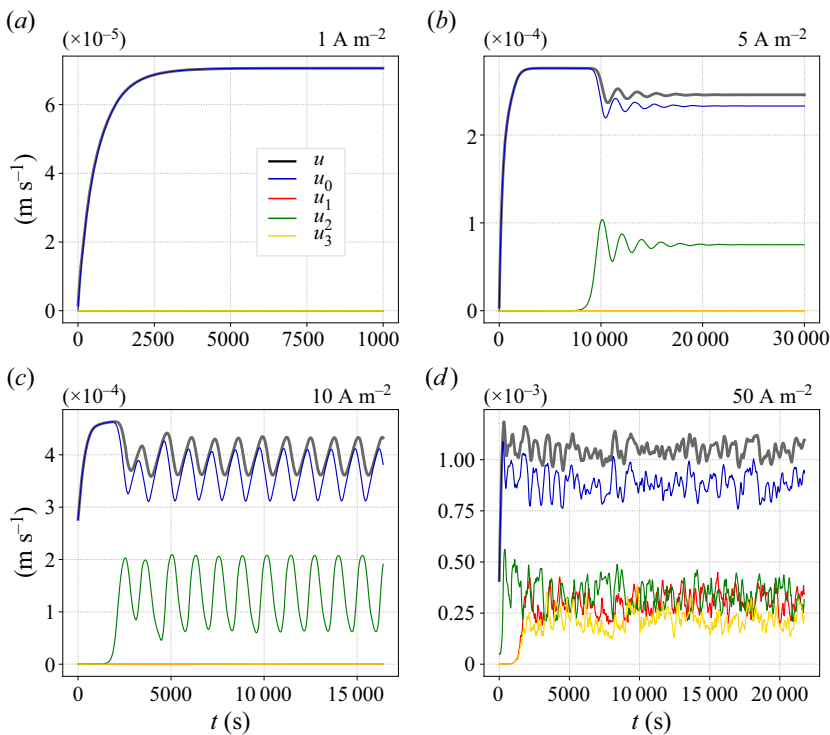 (a) (×10⁻⁵) 1 A m⁻² (b) (×10⁻⁴) 5 A m⁻²
6
4
2
0
(m s⁻¹)
u
u₀
u₁
u₂
u₃
0 2500 5000 7500 1000
2
1
0
0 10 000 20 000 30 000
(c) (×10⁻⁴) 10 A m⁻² (d) (×10⁻³) 50 A m⁻²
4
3
2
1
0
(m s⁻¹)
0 5000 10 000 15 000
t (s)
1.00
0.75
0.50
0.25
0
0 5000 10 000 15 000 20 000
t (s)